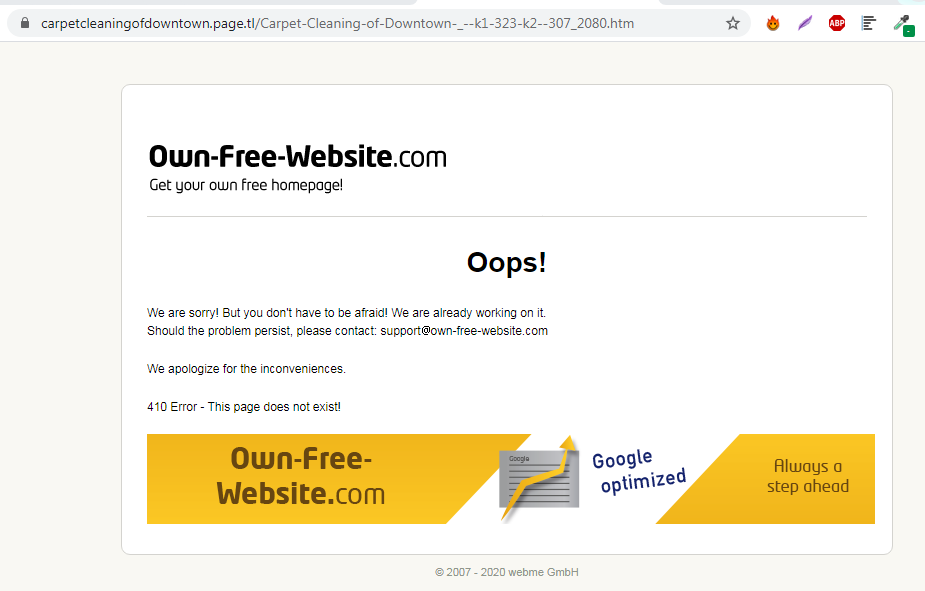 carpetcleaningofdowntown.page.tl/Carpet-Cleaning-of-Downtown-_--k1-323-k2--307_2080.htm
ABP
Own-Free-Website.com
Get your own free homepage!
Oops!
We are sorry! But you don't have to be afraid! We are already working on it.
Should the problem persist, please contact: support@own-free-website.com
We apologize for the inconveniences.
410 Error - This page does not exist!
Own-Free-
Website.com
Google
Google
optimized
Always a
step ahead
© 2007 - 2020 webme GmbH